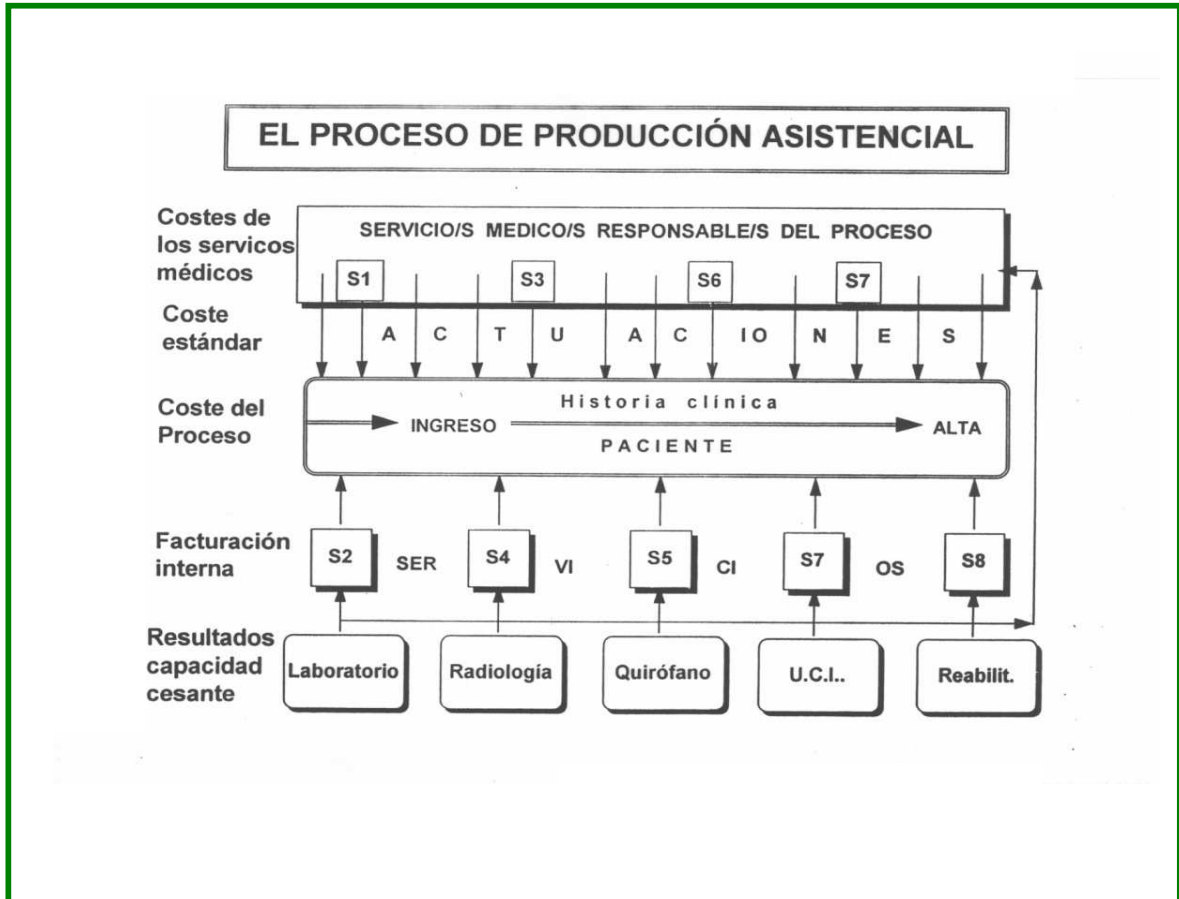 EL PROCESO DE PRODUCCIÓN ASISTENCIAL
Costes de
los servicos
médicos
SERVICIO/S MEDICO/S RESPONSABLE/S DEL PROCESO
S1 S3 S6 S7
Coste
estándar
A C T U A C IO N E S
Coste del
Proceso
Historia clínica
INGRESO ALTA
PACIENTE
Facturación
interna
S2 SER S4 VI S5 CI S7 OS S8
Resultados
capacidad
cesante
Laboratorio Radiología Quirófano U.C.I.. Reabilit.